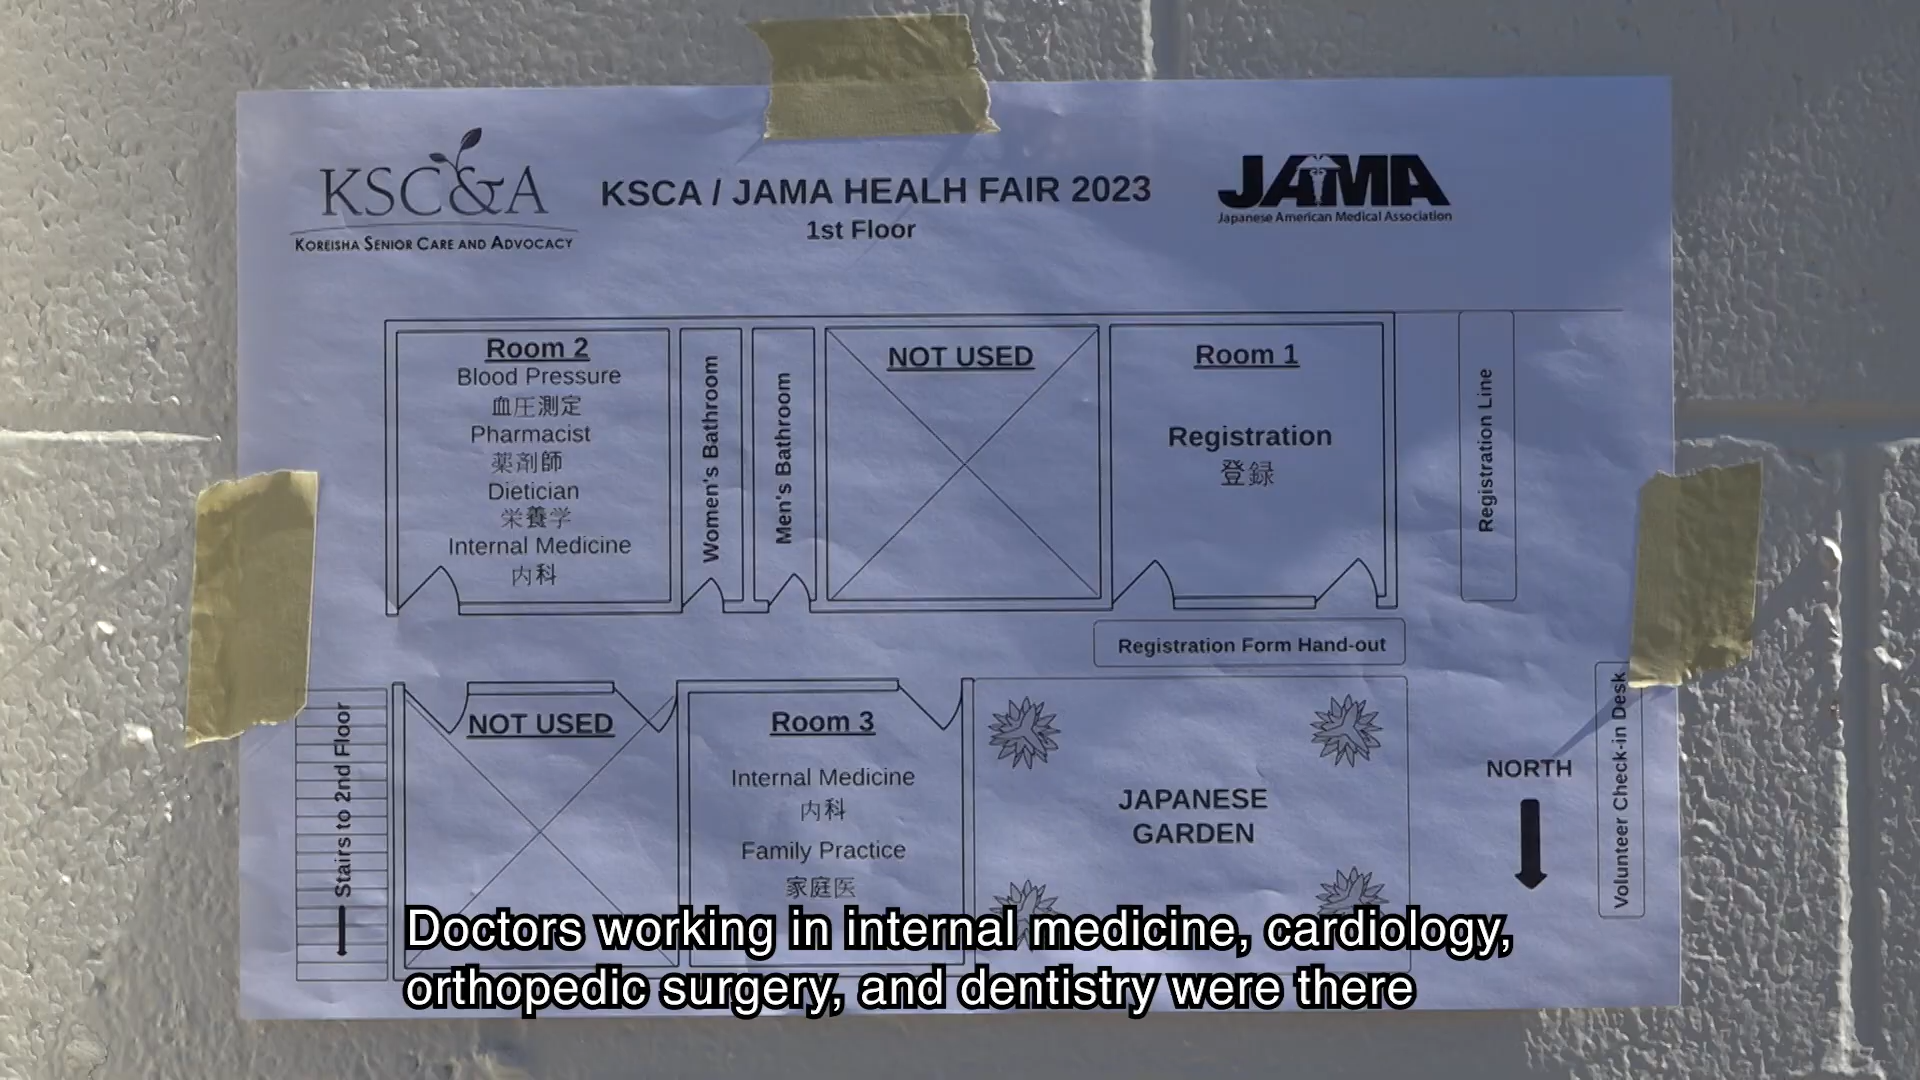 KSC&A
KOREISHA SENIOR CARE AND ADVOCACY
KSCA / JAMA HEALH FAIR 2023
1st Floor
JAMA
Japanese American Medical Association
Room 2
Blood Pressure
血圧測定
Pharmacist
薬剤師
Dietician
栄養学
Internal Medicine
内科
Women's Bathroom
Men's Bathroom
NOT USED
Room 1
Registration
登録
Registration Line
Registration Form Hand-out
Stairs to 2nd Floor
NOT USED
Room 3
Internal Medicine
内科
Family Practice
家庭医
JAPANESE
GARDEN
NORTH
Volunteer Check-in Desk
Doctors working in internal medicine, cardiology,
orthopedic surgery, and dentistry were there